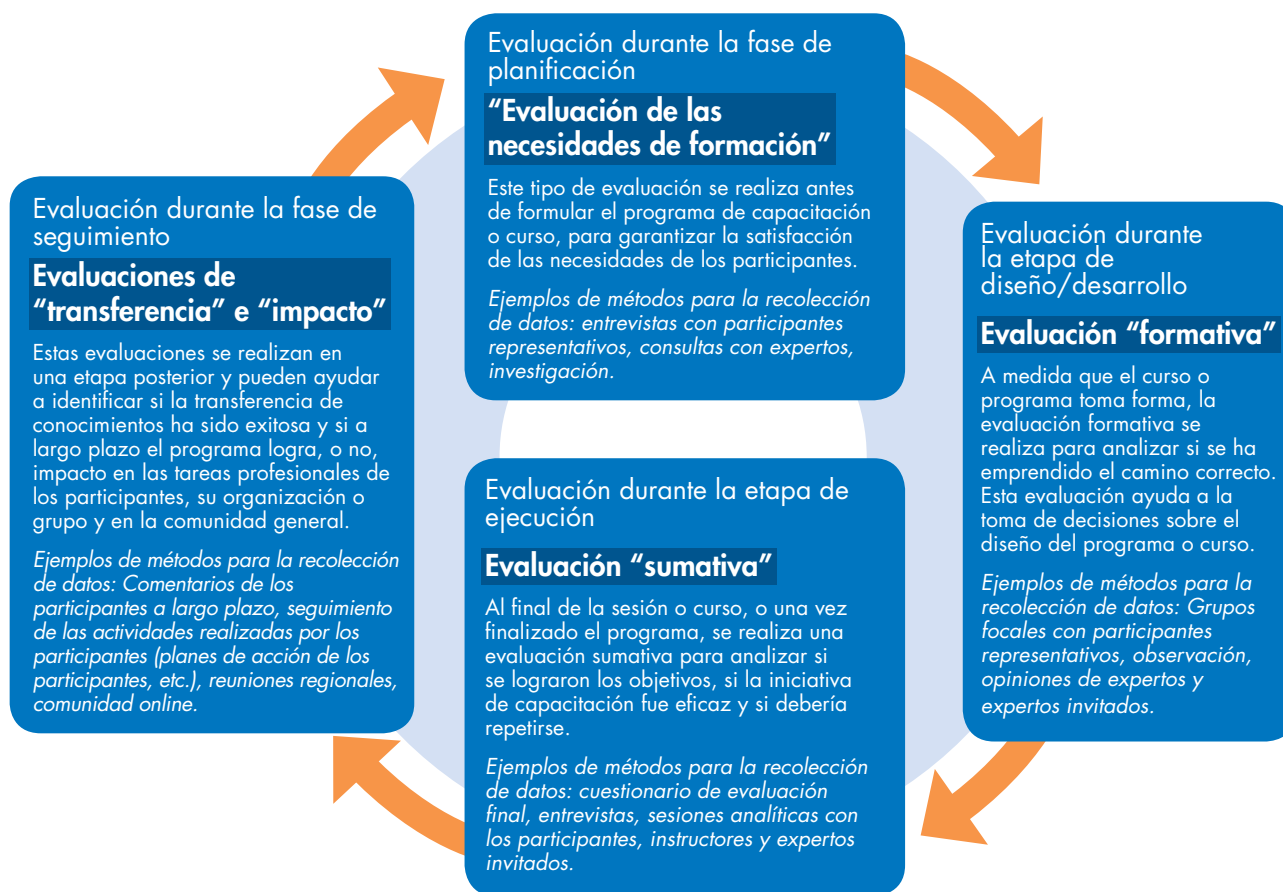 Evaluación durante la fase de
planificación
“Evaluación de las
necesidades de formación”
Este tipo de evaluación se realiza antes
de formular el programa de capacitación
o curso, para garantizar la satisfacción
de las necesidades de los participantes.
Ejemplos de métodos para la recolección
de datos: entrevistas con participantes
representativos, consultas con expertos,
investigación.
Evaluación durante
la etapa de
diseño/desarrollo
Evaluación “formativa”
A medida que el curso o
programa toma forma, la
evaluación formativa se
realiza para analizar si se ha
emprendido el camino correcto.
Esta evaluación ayuda a la
toma de decisiones sobre el
diseño del programa o curso.
Ejemplos de métodos para la
recolección de datos: Grupos
focales con participantes
representativos, observación,
opiniones de expertos y
expertos invitados.
Evaluación durante la etapa de
ejecución
Evaluación “sumativa”
Al final de la sesión o curso, o una vez
finalizado el programa, se realiza una
evaluación sumativa para analizar si
se lograron los objetivos, si la iniciativa
de capacitación fue eficaz y si debería
repetirse.
Ejemplos de métodos para la recolección
de datos: cuestionario de evaluación
final, entrevistas, sesiones analíticas con
los participantes, instructores y expertos
invitados.
Evaluación durante la fase de
seguimiento
Evaluaciones de
“transferencia” e “impacto”
Estas evaluaciones se realizan en
una etapa posterior y pueden ayudar
a identificar si la transferencia de
conocimientos ha sido exitosa y si a
largo plazo el programa logra, o no,
impacto en las tareas profesionales de
los participantes, su organización o
grupo y en la comunidad general.
Ejemplos de métodos para la recolección
de datos: Comentarios de los
participantes a largo plazo, seguimiento
de las actividades realizadas por los
participantes (planes de acción de los
participantes, etc.), reuniones regionales,
comunidad online.